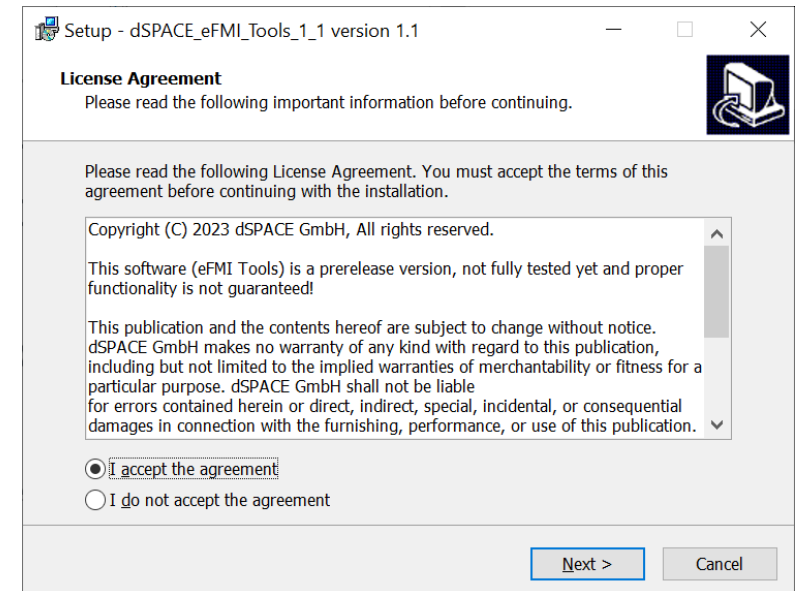 Setup - dSPACE_eFMI_Tools_1_1 version 1.1
License Agreement
Please read the following important information before continuing.
Please read the following License Agreement. You must accept the terms of this
agreement before continuing with the installation.
Copyright (C) 2023 dSPACE GmbH, All rights reserved.
This software (eFMI Tools) is a prerelease version, not fully tested yet and proper
functionality is not guaranteed!
This publication and the contents hereof are subject to change without notice.
dSPACE GmbH makes no warranty of any kind with regard to this publication,
including but not limited to the implied warranties of merchantability or fitness for a
particular purpose. dSPACE GmbH shall not be liable
for errors contained herein or direct, indirect, special, incidental, or consequential
damages in connection with the furnishing, performance, or use of this publication.
I accept the agreement
I do not accept the agreement
Next >
Cancel